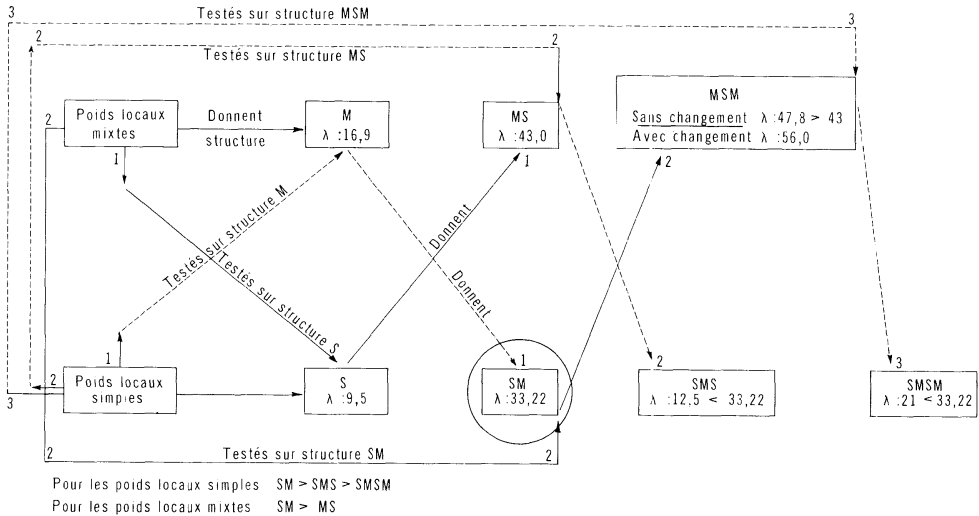 3 Testés sur structure MSM 3
2 Testés sur structure MS 2
Poids locaux mixtes
Donnent structure
M
λ :16,9
MS
λ :43,0
MSM
Sans changement λ :47,8 > 43
Avec changement λ :56,0
2
1
1
2
Testés sur structure M
Testés sur structure S
Donnent
Donnent
1
1
2
3
2
3
Poids locaux simples
S
λ :9,5
SM
λ :33,22
SMS
λ :12,5 < 33,22
SMSM
λ :21 < 33,22
2 Testés sur structure SM 2
Pour les poids locaux simples SM > SMS > SMSM
Pour les poids locaux mixtes SM > MS